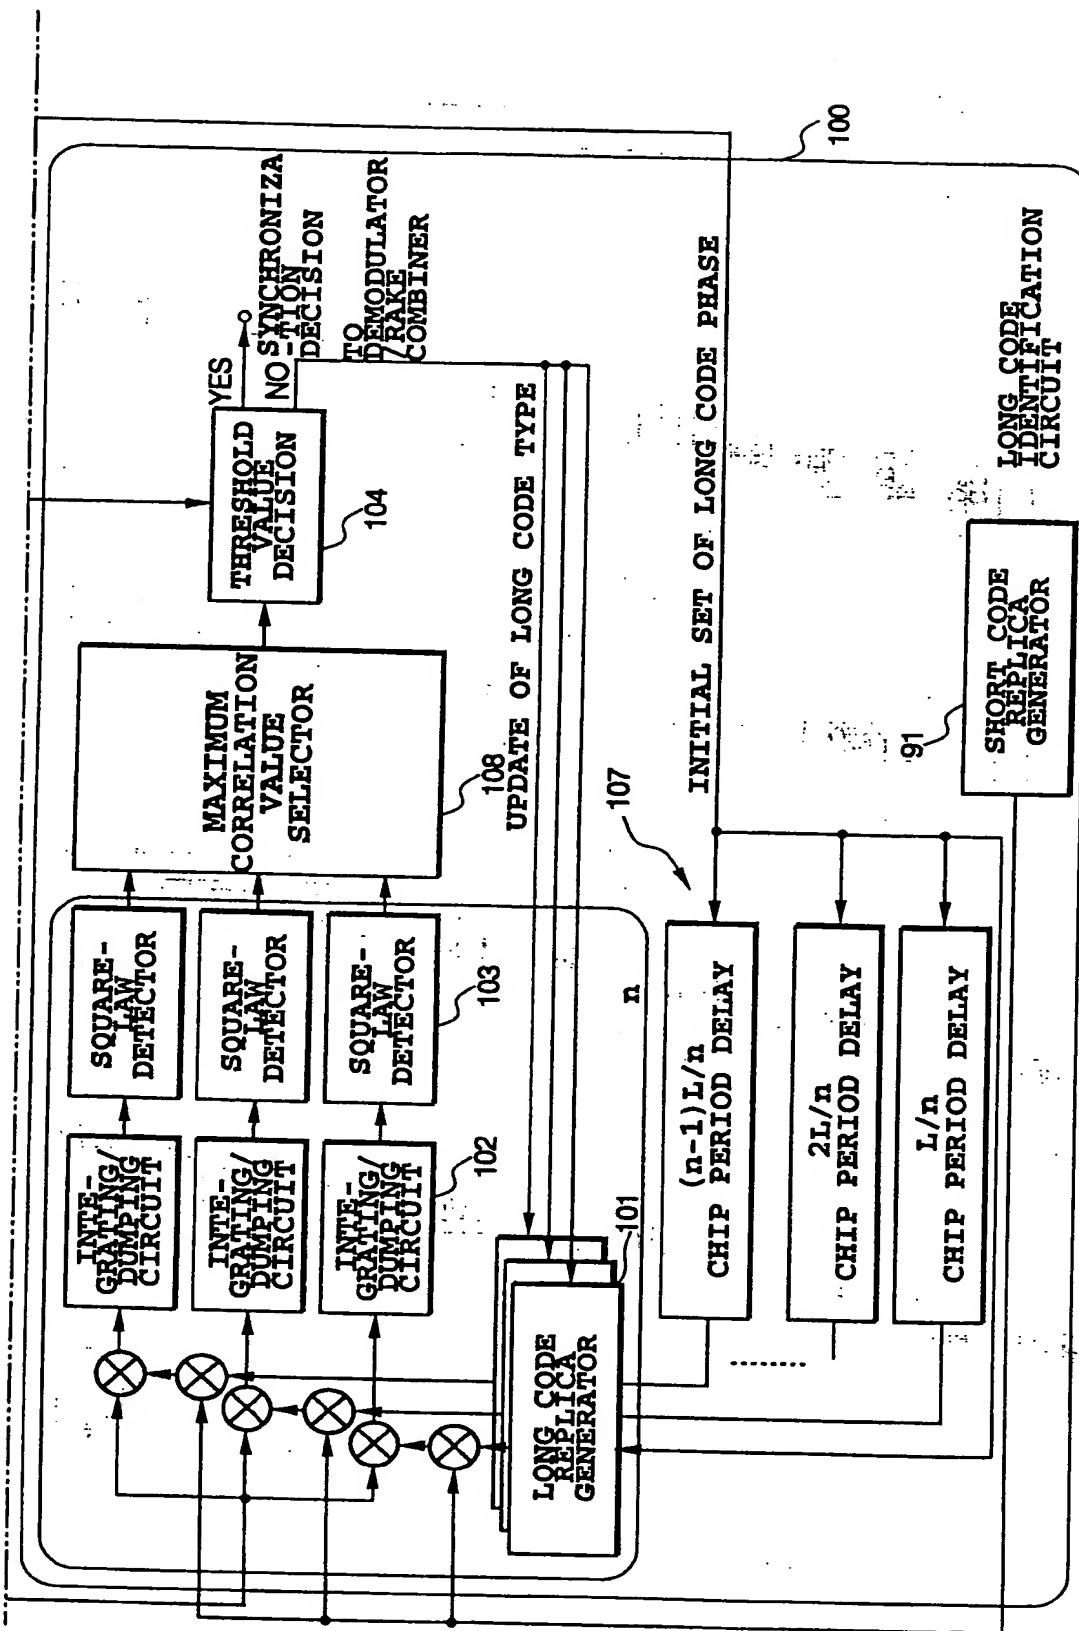 INTE-
GRATING/
DUMPING
CIRCUIT
SQUARE-
LAW
DETECTOR
INTE-
GRATING/
DUMPING
CIRCUIT
SQUARE-
LAW
DETECTOR
INTE-
GRATING/
DUMPING
CIRCUIT
102
SQUARE-
LAW
DETECTOR
103
MAXIMUM
CORRELATION
VALUE
SELECTOR
108
THRESHOLD
VALUE
DECISION
104
YES
NO
SYNCHRONIZA
-TION
DECISION
TO
DEMODULATOR
/RAKE
COMBINER
UPDATE OF LONG CODE TYPE
LONG CODE
REPLICA
GENERATOR
101
n
107
INITIAL SET OF LONG CODE PHASE
100
(n-1)L/n
CHIP PERIOD DELAY
2L/n
CHIP PERIOD DELAY
L/n
CHIP PERIOD DELAY
91
SHORT CODE
REPLICA
GENERATOR
LONG CODE
IDENTIFICATION
CIRCUIT